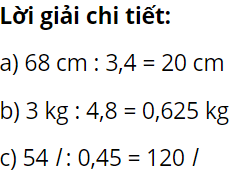 Lời giải chi tiết:
a) 68 cm : 3,4 = 20 cm
b) 3 kg : 4,8 = 0,625 kg
c) 54 l : 0,45 = 120 l